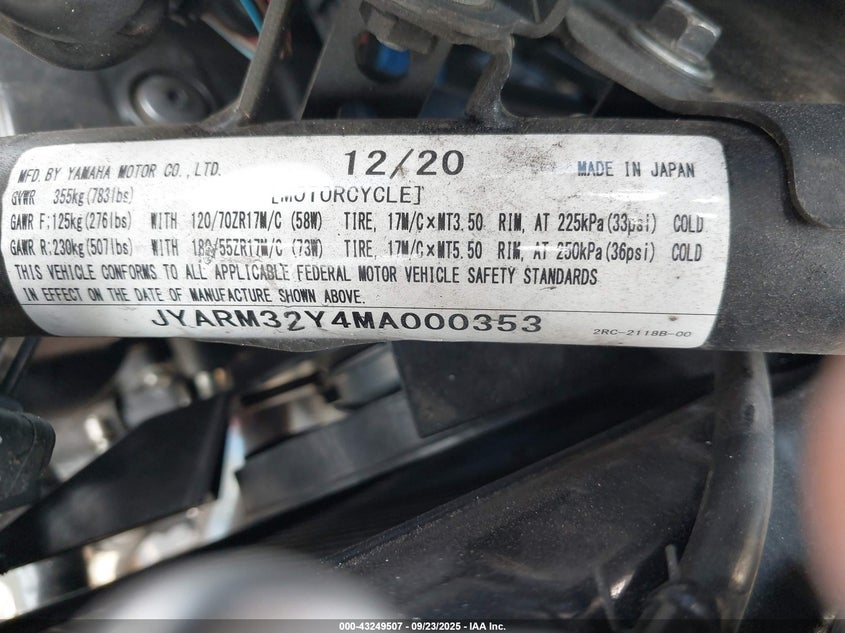 MFD. BY YAMAHA MOTOR CO., LTD. 12/20 MADE IN JAPAN
GVWR 355kg(783lbs) [MOTORCYCLE]
GAWR F:125kg(276lbs) WITH 120/70ZR17M/C (58W) TIRE, 17M/C×MT3.50 RIM, AT 225kPa(33psi) COLD
GAWR R:230kg(507lbs) WITH 180/55ZR17M/C (73W) TIRE, 17M/C×MT5.50 RIM, AT 250kPa(36psi) COLD
THIS VEHICLE CONFORMS TO ALL APPLICABLE FEDERAL MOTOR VEHICLE SAFETY STANDARDS
IN EFFECT ON THE DATE OF MANUFACTURE SHOWN ABOVE.
JYARM32Y4MA000353 2RC-2118B-00
000-43249507 - 09/23/2025 - IAA Inc.